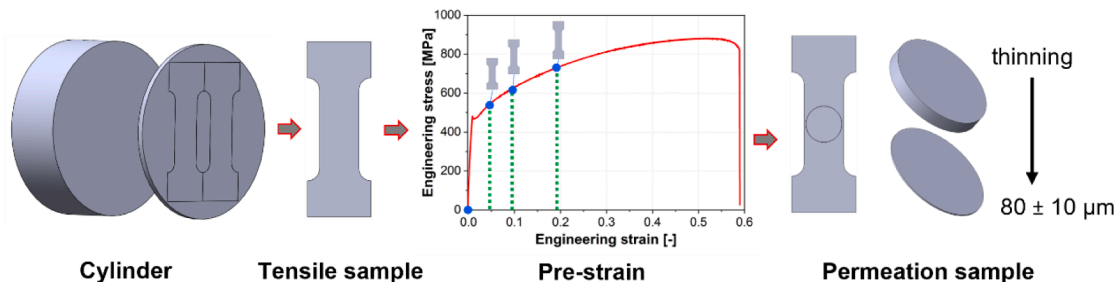 Engineering stress [MPa]
1000
800
600
400
200
0
0.0 0.1 0.2 0.3 0.4 0.5 0.6
Engineering strain [-]
thinning
80 ± 10 µm
Cylinder Tensile sample Pre-strain Permeation sample